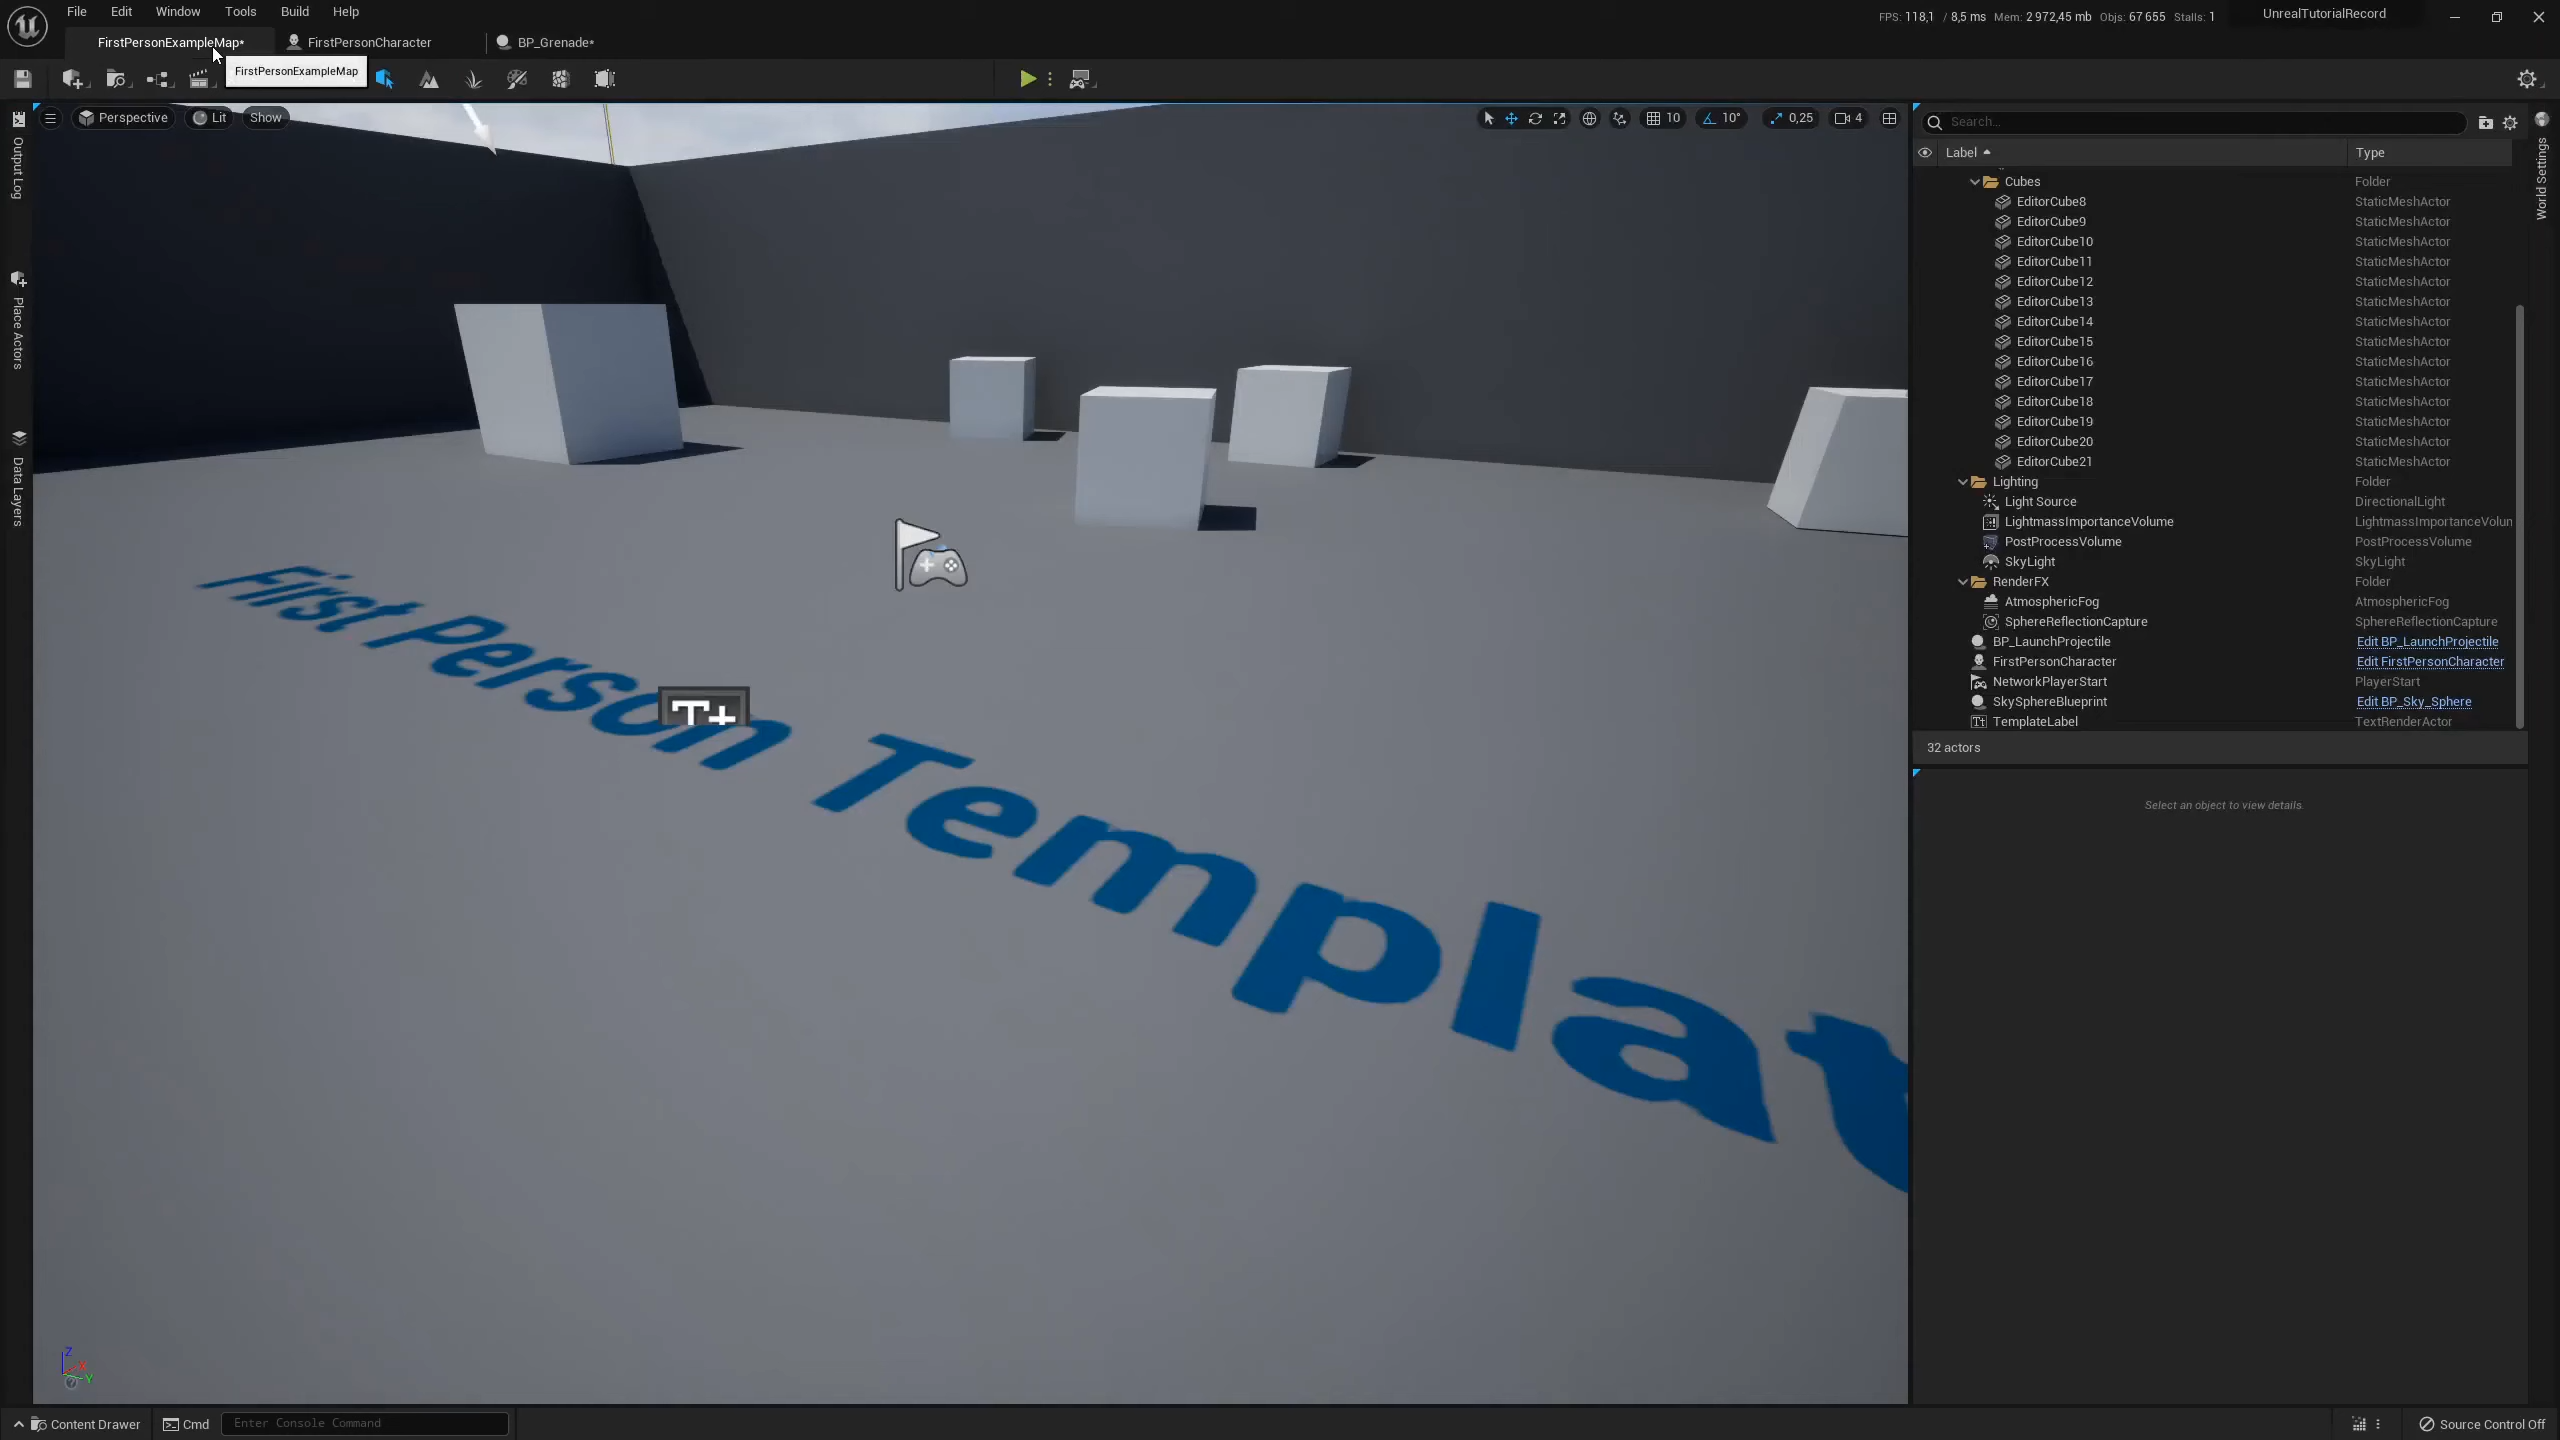 File Edit Window Tools Build Help
FPS: 118,1 / 8,5 ms Mem: 2 972,45 mb Objs: 67 655 Stalls: 1
UnrealTutorialRecord
FirstPersonExampleMap*
FirstPersonCharacter
BP_Grenade*
FirstPersonExampleMap
Perspective
Lit
Show
10
10°
0,25
4
Output Log
Place Actors
Data Layers
World Settings
Search...
Label Type
Cubes Folder
EditorCube8 StaticMeshActor
EditorCube9 StaticMeshActor
EditorCube10 StaticMeshActor
EditorCube11 StaticMeshActor
EditorCube12 StaticMeshActor
EditorCube13 StaticMeshActor
EditorCube14 StaticMeshActor
EditorCube15 StaticMeshActor
EditorCube16 StaticMeshActor
EditorCube17 StaticMeshActor
EditorCube18 StaticMeshActor
EditorCube19 StaticMeshActor
EditorCube20 StaticMeshActor
EditorCube21 StaticMeshActor
Lighting Folder
Light Source DirectionalLight
LightmassImportanceVolume LightmassImportanceVolun
PostProcessVolume PostProcessVolume
SkyLight SkyLight
RenderFX Folder
AtmosphericFog AtmosphericFog
SphereReflectionCapture SphereReflectionCapture
BP_LaunchProjectile Edit BP_LaunchProjectile
FirstPersonCharacter Edit FirstPersonCharacter
NetworkPlayerStart PlayerStart
SkySphereBlueprint Edit BP_Sky_Sphere
TemplateLabel TextRenderActor
32 actors
Select an object to view details.
First Person Templat
T+
Z
X
Y
Content Drawer
Cmd
Enter Console Command
Source Control Off